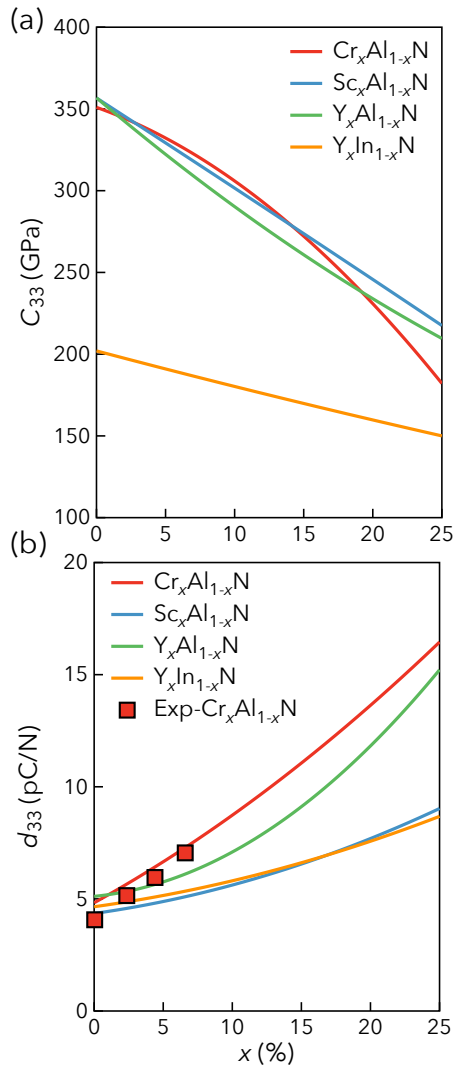 (a)
400
350
300
250
200
150
100
C₃₃ (GPa)
CrₓAl₁₋ₓN
ScₓAl₁₋ₓN
YₓAl₁₋ₓN
YₓIn₁₋ₓN
0 5 10 15 20 25
(b)
20
15
10
5
0
d₃₃ (pC/N)
CrₓAl₁₋ₓN
ScₓAl₁₋ₓN
YₓAl₁₋ₓN
YₓIn₁₋ₓN
Exp-CrₓAl₁₋ₓN
0 5 10 15 20 25
x (%)